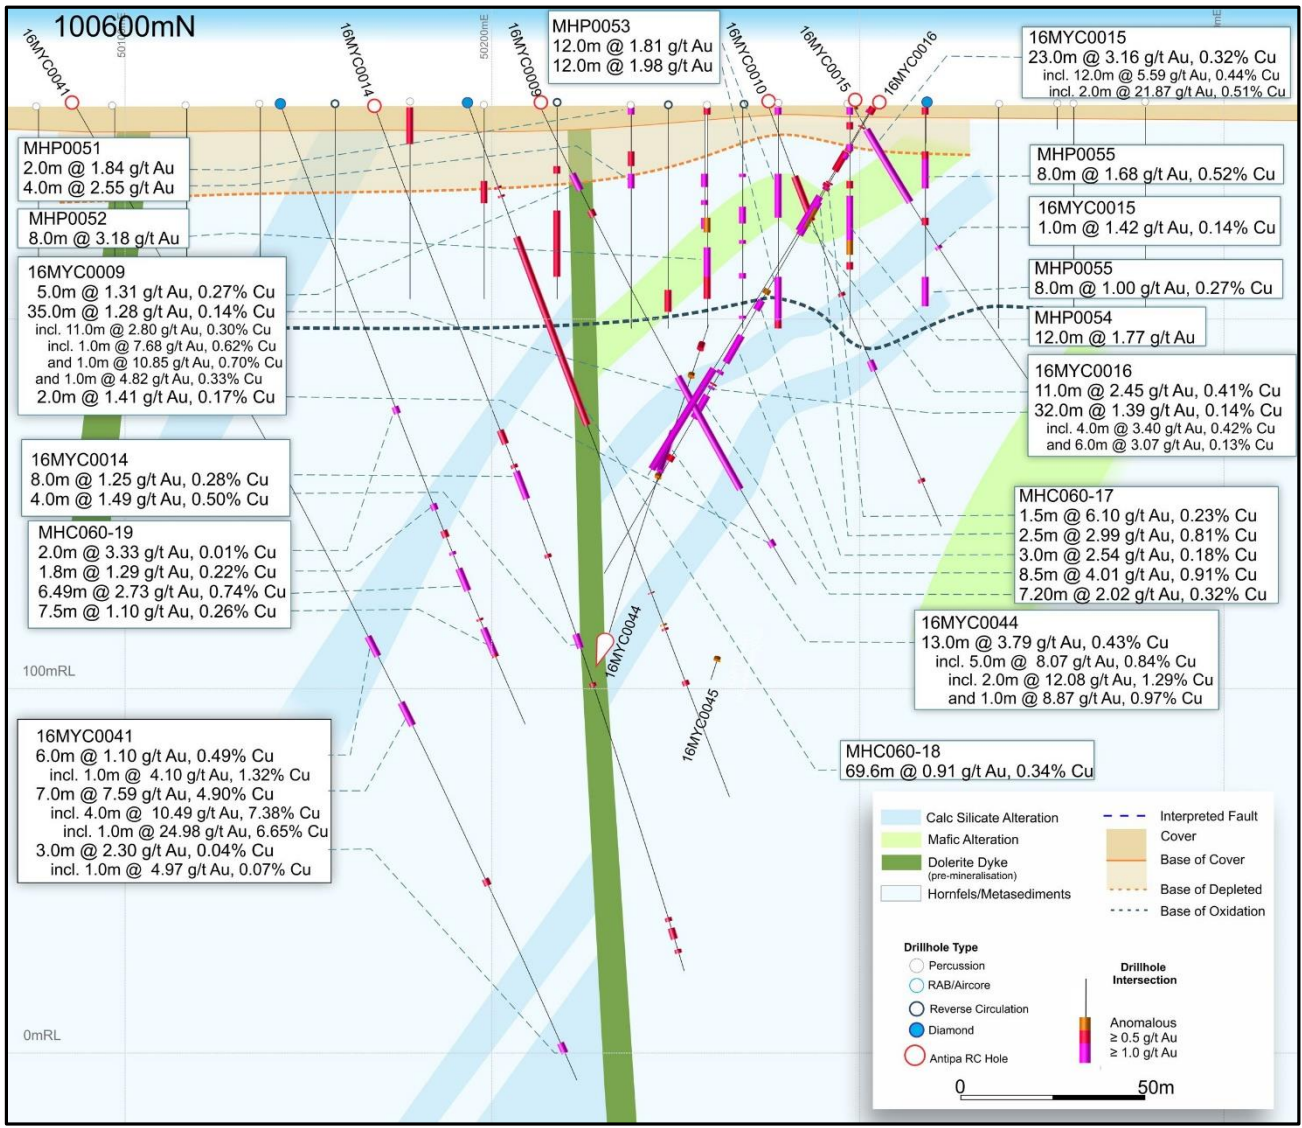 100600mN
5010
50200mE
mE
16MYC0041
16MYC0014
16MYC0009
16MYC0010
16MYC0015
16MYC0016
MHP0053
12.0m @ 1.81 g/t Au
12.0m @ 1.98 g/t Au
16MYC0015
23.0m @ 3.16 g/t Au, 0.32% Cu
incl. 12.0m @ 5.59 g/t Au, 0.44% Cu
incl. 2.0m @ 21.87 g/t Au, 0.51% Cu
MHP0051
2.0m @ 1.84 g/t Au
4.0m @ 2.55 g/t Au
MHP0052
8.0m @ 3.18 g/t Au
16MYC0009
5.0m @ 1.31 g/t Au, 0.27% Cu
35.0m @ 1.28 g/t Au, 0.14% Cu
incl. 11.0m @ 2.80 g/t Au, 0.30% Cu
incl. 1.0m @ 7.68 g/t Au, 0.62% Cu
and 1.0m @ 10.85 g/t Au, 0.70% Cu
and 1.0m @ 4.82 g/t Au, 0.33% Cu
2.0m @ 1.41 g/t Au, 0.17% Cu
MHP0055
8.0m @ 1.68 g/t Au, 0.52% Cu
16MYC0015
1.0m @ 1.42 g/t Au, 0.14% Cu
MHP0055
8.0m @ 1.00 g/t Au, 0.27% Cu
MHP0054
12.0m @ 1.77 g/t Au
16MYC0016
11.0m @ 2.45 g/t Au, 0.41% Cu
32.0m @ 1.39 g/t Au, 0.14% Cu
incl. 4.0m @ 3.40 g/t Au, 0.42% Cu
and 6.0m @ 3.07 g/t Au, 0.13% Cu
16MYC0014
8.0m @ 1.25 g/t Au, 0.28% Cu
4.0m @ 1.49 g/t Au, 0.50% Cu
MHC060-19
2.0m @ 3.33 g/t Au, 0.01% Cu
1.8m @ 1.29 g/t Au, 0.22% Cu
6.49m @ 2.73 g/t Au, 0.74% Cu
7.5m @ 1.10 g/t Au, 0.26% Cu
MHC060-17
1.5m @ 6.10 g/t Au, 0.23% Cu
2.5m @ 2.99 g/t Au, 0.81% Cu
3.0m @ 2.54 g/t Au, 0.18% Cu
8.5m @ 4.01 g/t Au, 0.91% Cu
7.20m @ 2.02 g/t Au, 0.32% Cu
16MYC0044
13.0m @ 3.79 g/t Au, 0.43% Cu
incl. 5.0m @ 8.07 g/t Au, 0.84% Cu
incl. 2.0m @ 12.08 g/t Au, 1.29% Cu
and 1.0m @ 8.87 g/t Au, 0.97% Cu
16MYC0044
16MYC0045
100mRL
16MYC0041
6.0m @ 1.10 g/t Au, 0.49% Cu
incl. 1.0m @ 4.10 g/t Au, 1.32% Cu
7.0m @ 7.59 g/t Au, 4.90% Cu
incl. 4.0m @ 10.49 g/t Au, 7.38% Cu
incl. 1.0m @ 24.98 g/t Au, 6.65% Cu
3.0m @ 2.30 g/t Au, 0.04% Cu
incl. 1.0m @ 4.97 g/t Au, 0.07% Cu
MHC060-18
69.6m @ 0.91 g/t Au, 0.34% Cu
0mRL
Calc Silicate Alteration
Mafic Alteration
Dolerite Dyke
(pre-mineralisation)
Hornfels/Metasediments
Interpreted Fault
Cover
Base of Cover
Base of Depleted
Base of Oxidation
Drillhole Type
Percussion
RAB/Aircore
Reverse Circulation
Diamond
Antipa RC Hole
Drillhole
Intersection
Anomalous
≥ 0.5 g/t Au
≥ 1.0 g/t Au
0 50m